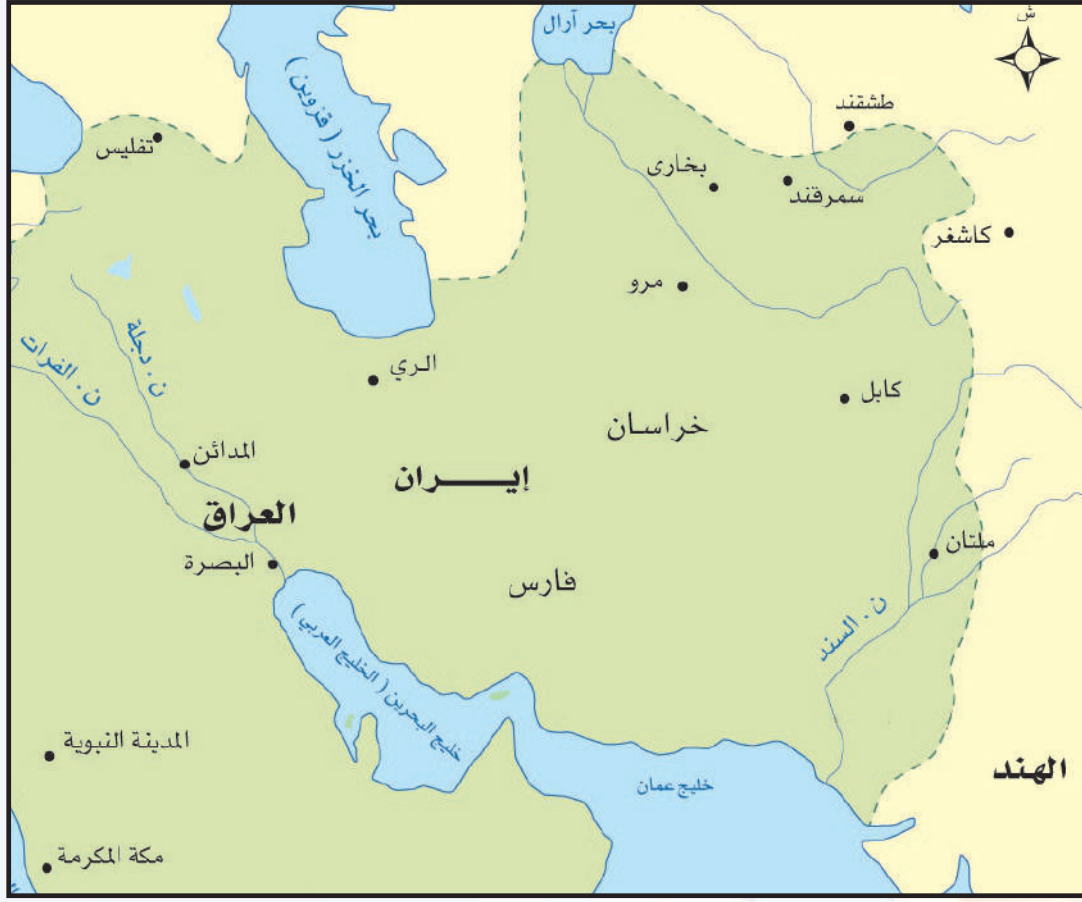 ش
بحر آرال
طشقند
تفليس
بحر الخزر ( قزوين )
بخارى
سمرقند
كاشغر
مرو
ن. دجلة
ن. الفرات
الري
كابل
خراسان
المدائن
إيــــران
العراق
ملتان
البصرة
فارس
ن. السند
خليج البحرين ( الخليج العربي )
المدينة النبوية
خليج عمان
الهند
مكة المكرمة